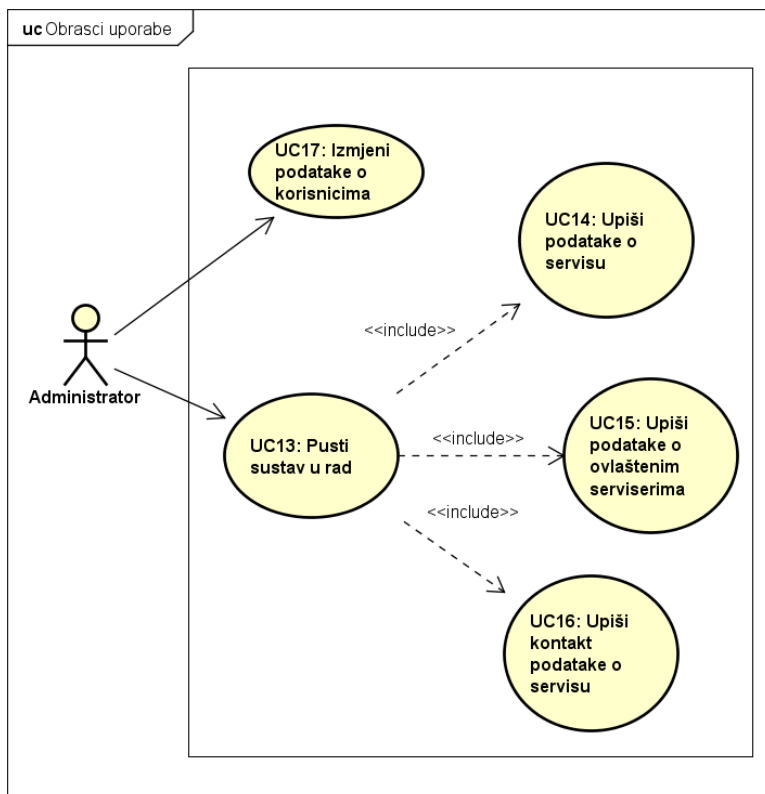 uc Obrasci uporabe
UC17: Izmjeni
podatake o
korisnicima
UC14: Upiši
podatake o
servisu
<<include>>
Administrator
UC13: Pusti
sustav u rad
<<include>>
UC15: Upiši
podatake o
ovlaštenim
serviserima
<<include>>
UC16: Upiši
kontakt
podatake o
servisu